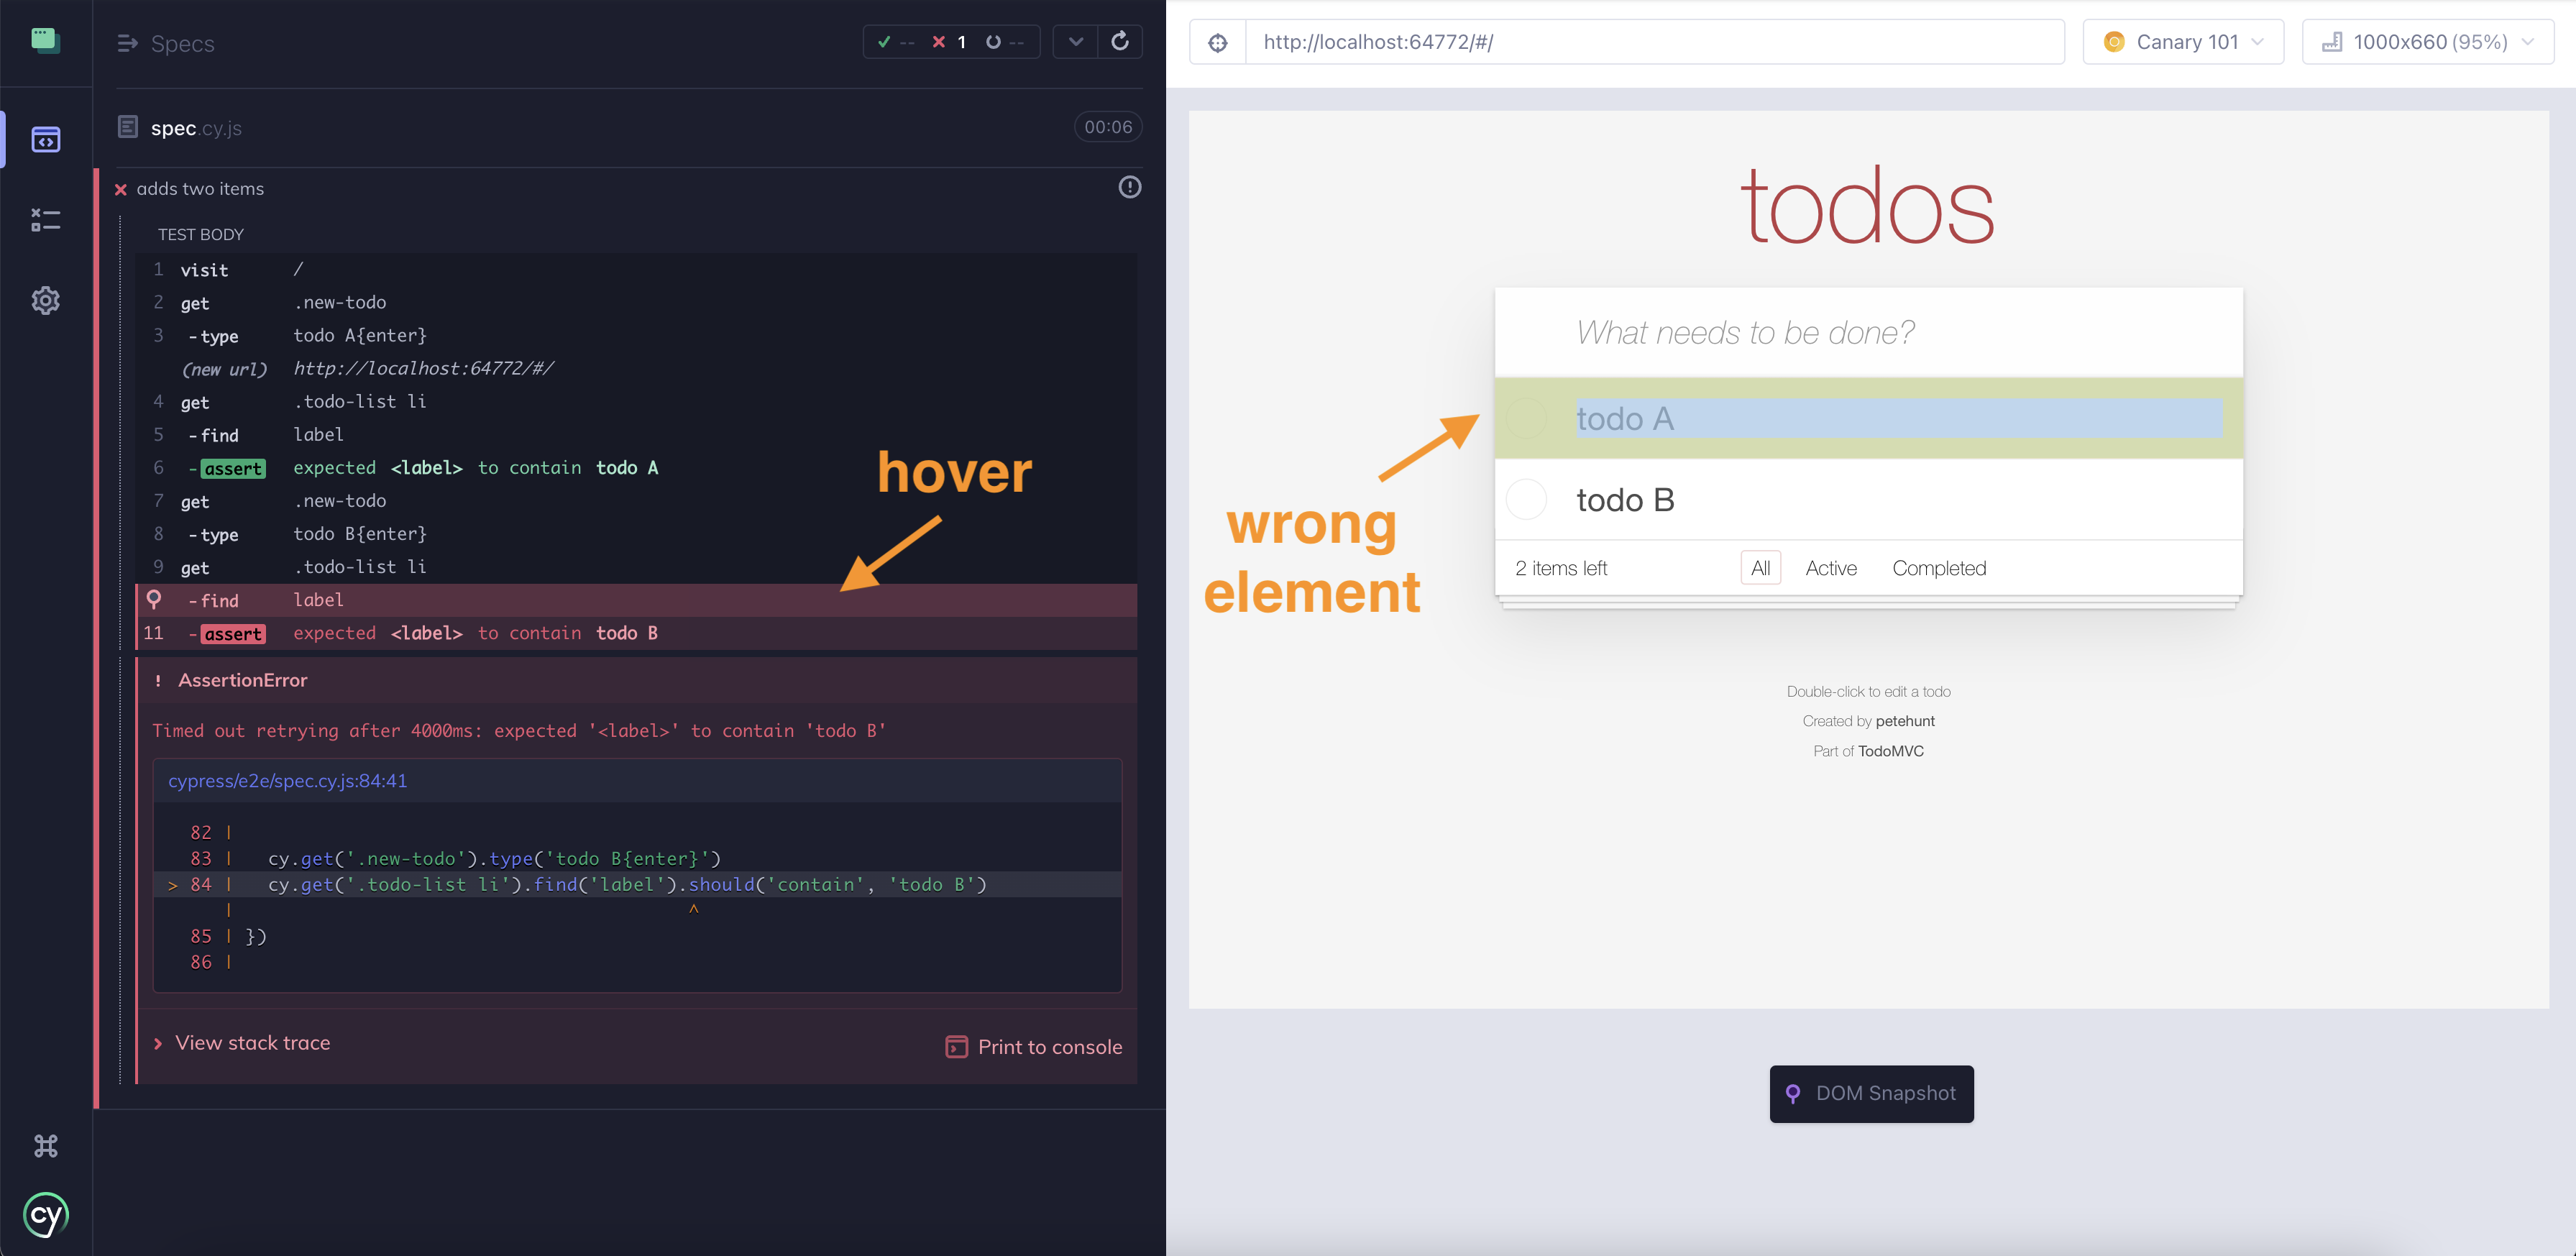 Specs
-- 1 --
spec.cy.js
00:06
adds two items
TEST BODY
1 visit /
2 get .new-todo
3 -type todo A{enter}
(new url) http://localhost:64772/#/
4 get .todo-list li
5 -find label
6 -assert expected <label> to contain todo A
7 get .new-todo
8 -type todo B{enter}
9 get .todo-list li
-find label
11 -assert expected <label> to contain todo B
hover
! AssertionError
Timed out retrying after 4000ms: expected '<label>' to contain 'todo B'
cypress/e2e/spec.cy.js:84:41
82 |
83 | cy.get('.new-todo').type('todo B{enter}')
> 84 | cy.get('.todo-list li').find('label').should('contain', 'todo B')
| ^
85 | })
86 |
> View stack trace
Print to console
cy
http://localhost:64772/#/
Canary 101
1000x660 (95%)
todos
What needs to be done?
todo A
todo B
2 items left All Active Completed
wrong
element
Double-click to edit a todo
Created by petehunt
Part of TodoMVC
DOM Snapshot